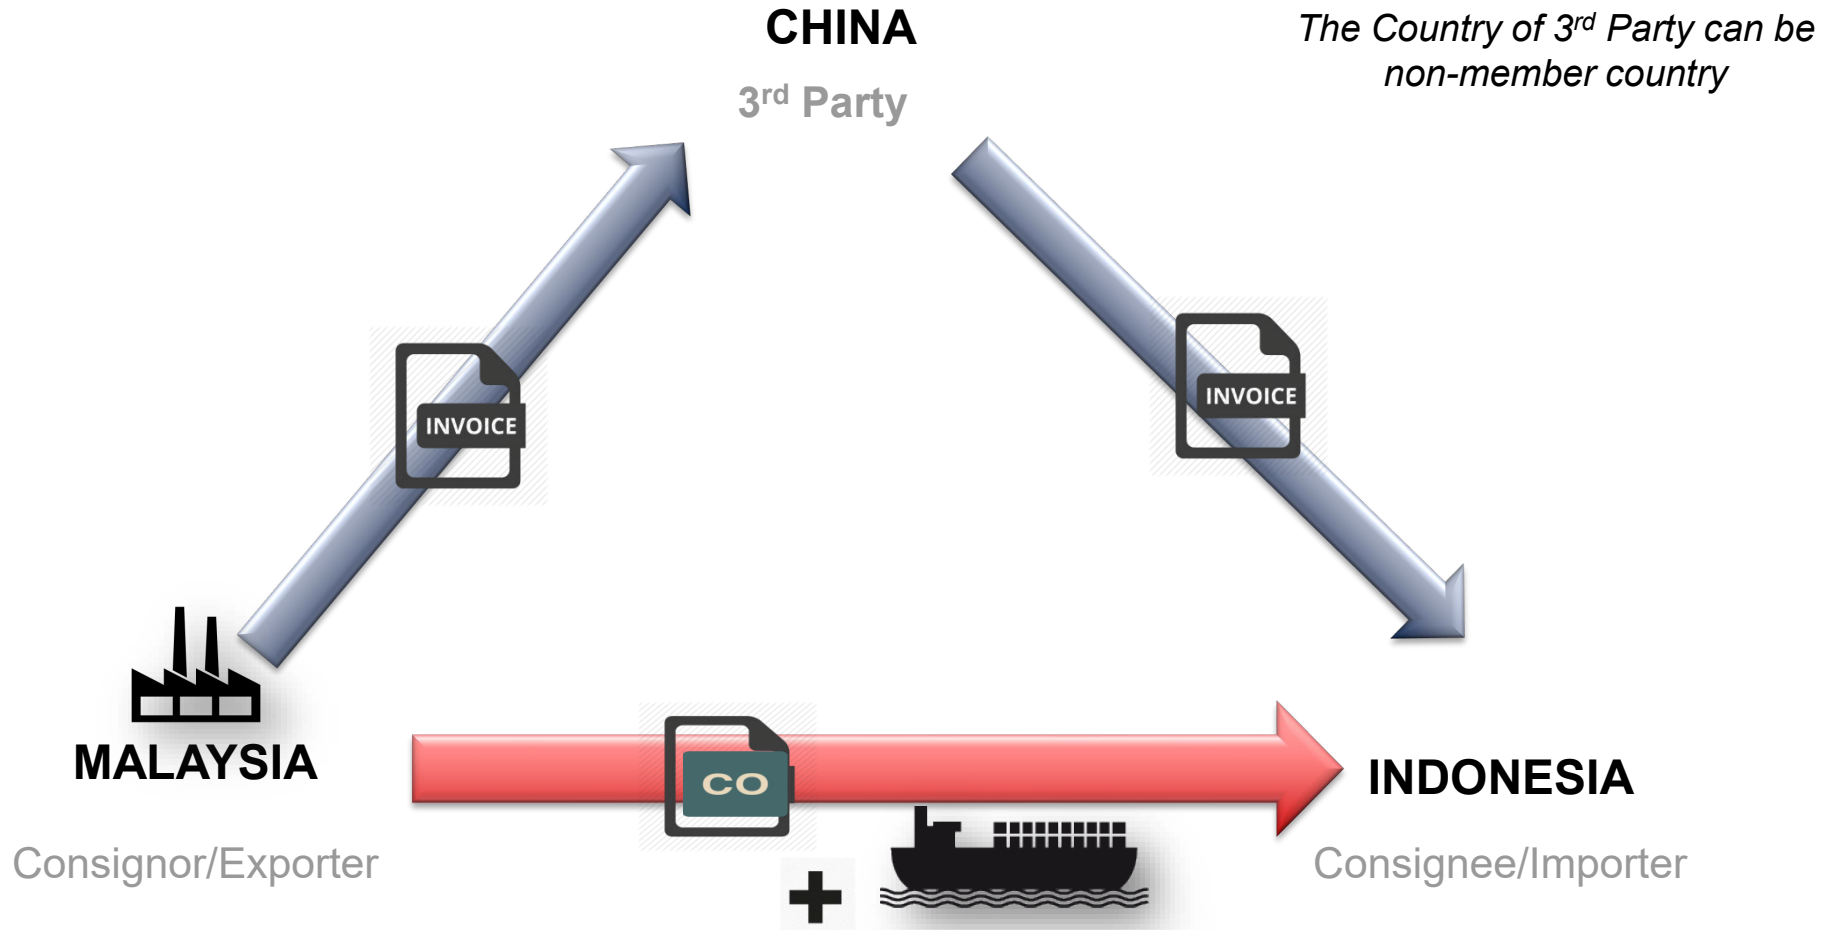 CHINA
3rd Party
The Country of 3rd Party can be
non-member country
INVOICE
INVOICE
MALAYSIA
Consignor/Exporter
CO
INDONESIA
Consignee/Importer